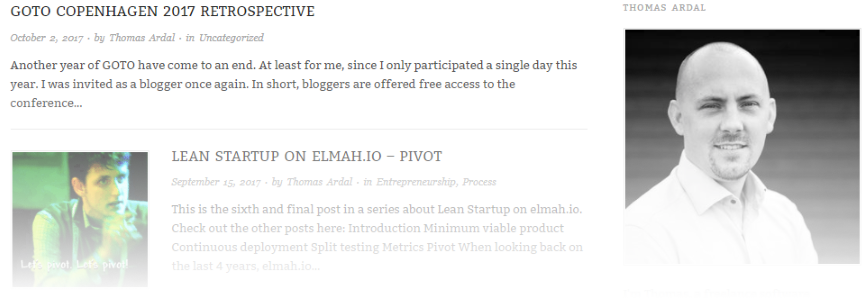 GOTO COPENHAGEN 2017 RETROSPECTIVE
October 2, 2017 · by Thomas Ardal · in Uncategorized
Another year of GOTO have come to an end. At least for me, since I only participated a single day this
year. I was invited as a blogger once again. In short, bloggers are offered free access to the
conference...
LEAN STARTUP ON ELMAH.IO – PIVOT
September 15, 2017 · by Thomas Ardal · in Entrepreneurship, Process
This is the sixth and final post in a series about Lean Startup on elmah.io.
Check out the other posts here: Introduction Minimum viable product
Continuous deployment Split testing Metrics Pivot When looking back on
the last 4 years, elmah.io...
THOMAS ARDAL